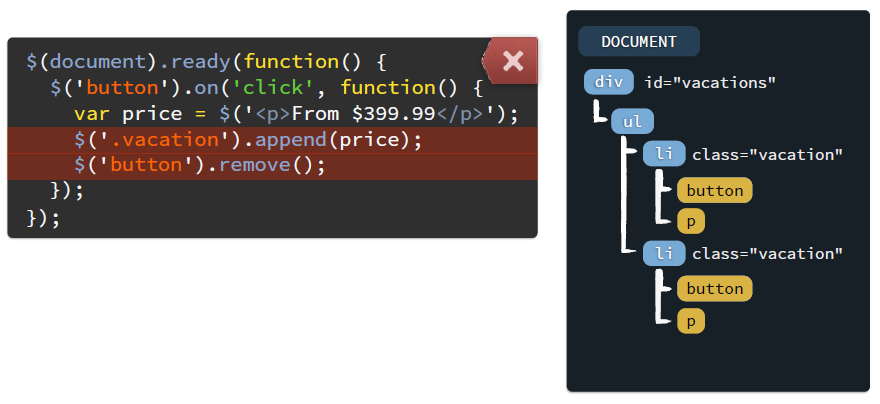 $(document).ready(function() {
$('button').on('click', function() {
var price = $('<p>From $399.99</p>');
$('.vacation').append(price);
$('button').remove();
});
});
DOCUMENT
div id="vacations"
ul
li class="vacation"
button
p
li class="vacation"
button
p